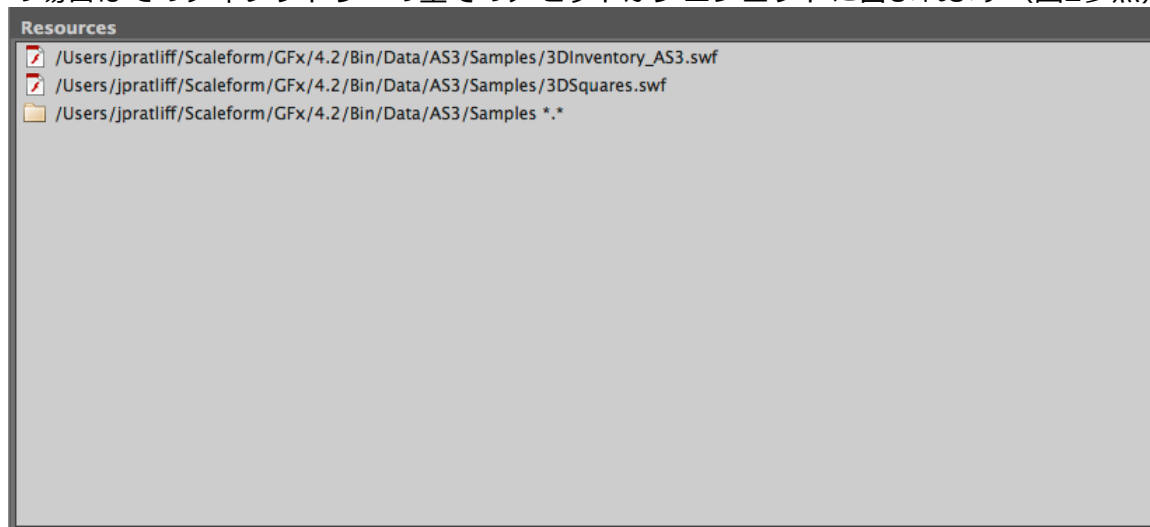 Resources
/Users/jpratliff/Scaleform/GFx/4.2/Bin/Data/AS3/Samples/3DInventory_AS3.swf
/Users/jpratliff/Scaleform/GFx/4.2/Bin/Data/AS3/Samples/3DSquares.swf
/Users/jpratliff/Scaleform/GFx/4.2/Bin/Data/AS3/Samples *.*